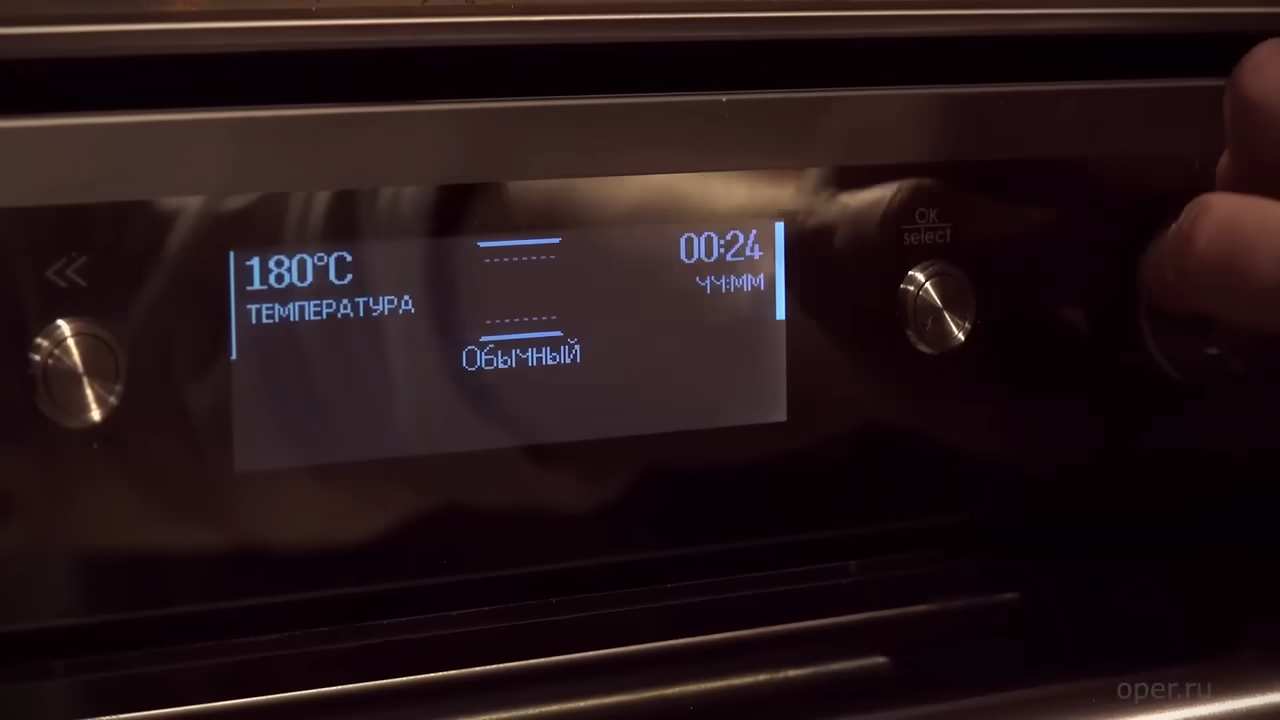 180°C
ТЕМПЕРАТУРА
Обычный
00:24
ЧЧ:ММ
OK
select
oper.ru